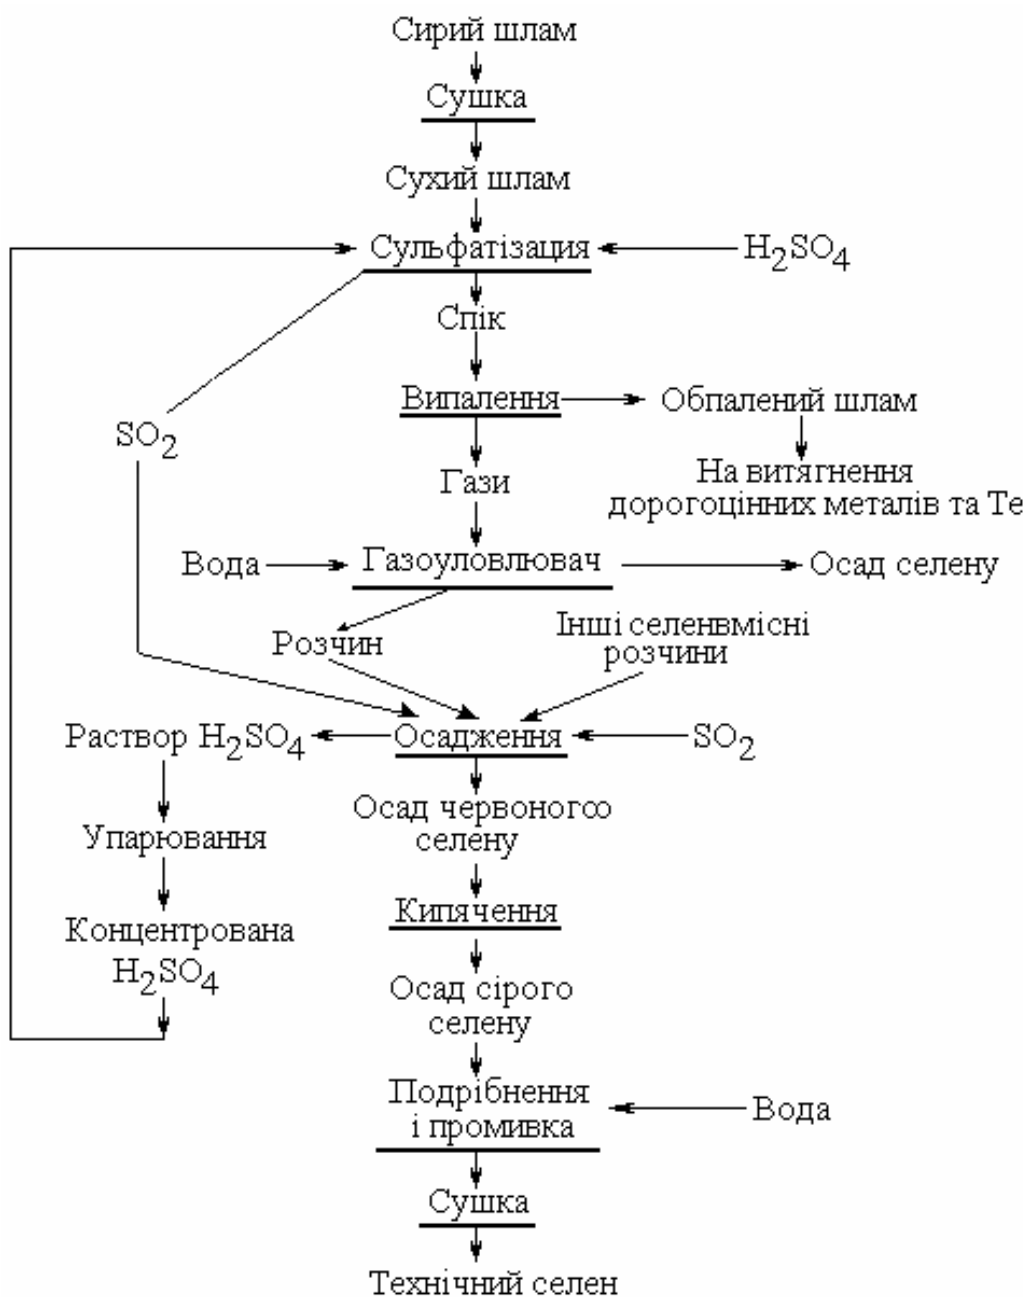 Сирий шлам
Сушка
Сухий шлам
Сульфатізация
H2SO4
Спік
Випалення
Обпалений шлам
SO2
На витягнення
дорогоцінних металів та Те
Гази
Вода
Газоуловлювач
Осад селену
Розчин
Інші селенвмісні
розчини
Раствор H2SO4
Осадження
SO2
Осад червоногоо
селену
Упарювання
Кипячення
Концентрована
H2SO4
Осад сірого
селену
Подрібнення
і промивка
Вода
Сушка
Технічний селен